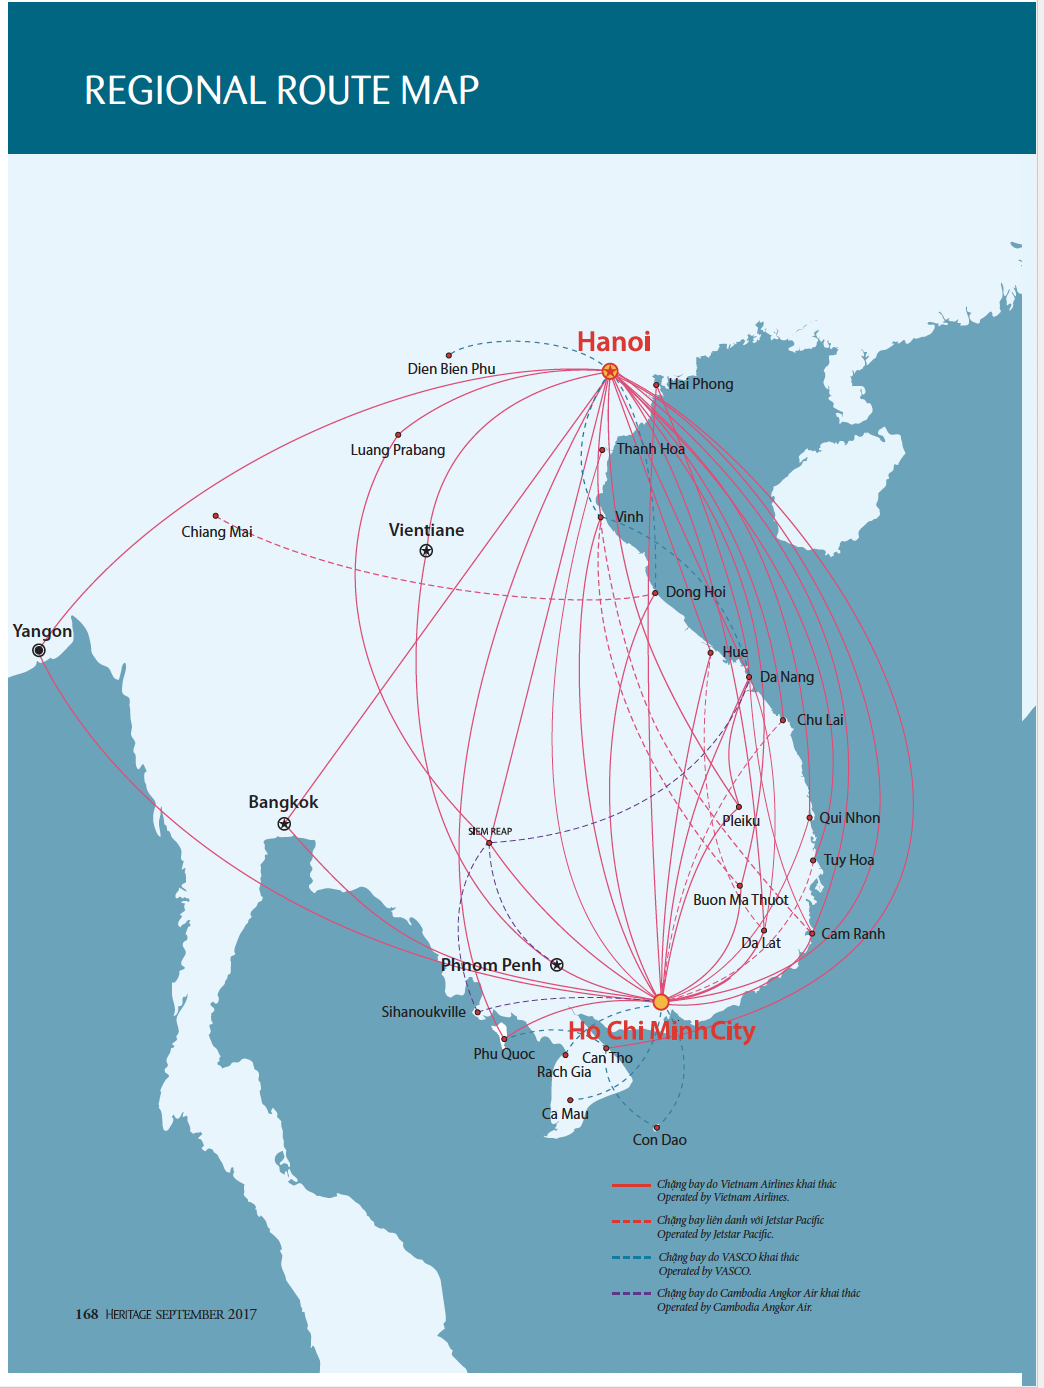 REGIONAL ROUTE MAP
Hanoi
Dien Bien Phu
Hai Phong
Luang Prabang
Thanh Hoa
Chiang Mai
Vientiane
Vinh
Dong Hoi
Yangon
Hue
Da Nang
Chu Lai
Bangkok
SIEM REAP
Pleiku
Qui Nhon
Tuy Hoa
Buon Ma Thuot
Da Lat
Cam Ranh
Phnom Penh
Sihanoukville
Ho Chi Minh City
Phu Quoc
Can Tho
Rach Gia
Ca Mau
Con Dao
Chặng bay do Vietnam Airlines khai thác
Operated by Vietnam Airlines.
Chặng bay liên danh với Jetstar Pacific
Operated by Jetstar Pacific.
Chặng bay do VASCO khai thác
Operated by VASCO.
Chặng bay do Cambodia Angkor Air khai thác
Operated by Cambodia Angkor Air.
168 HERITAGE SEPTEMBER 2017